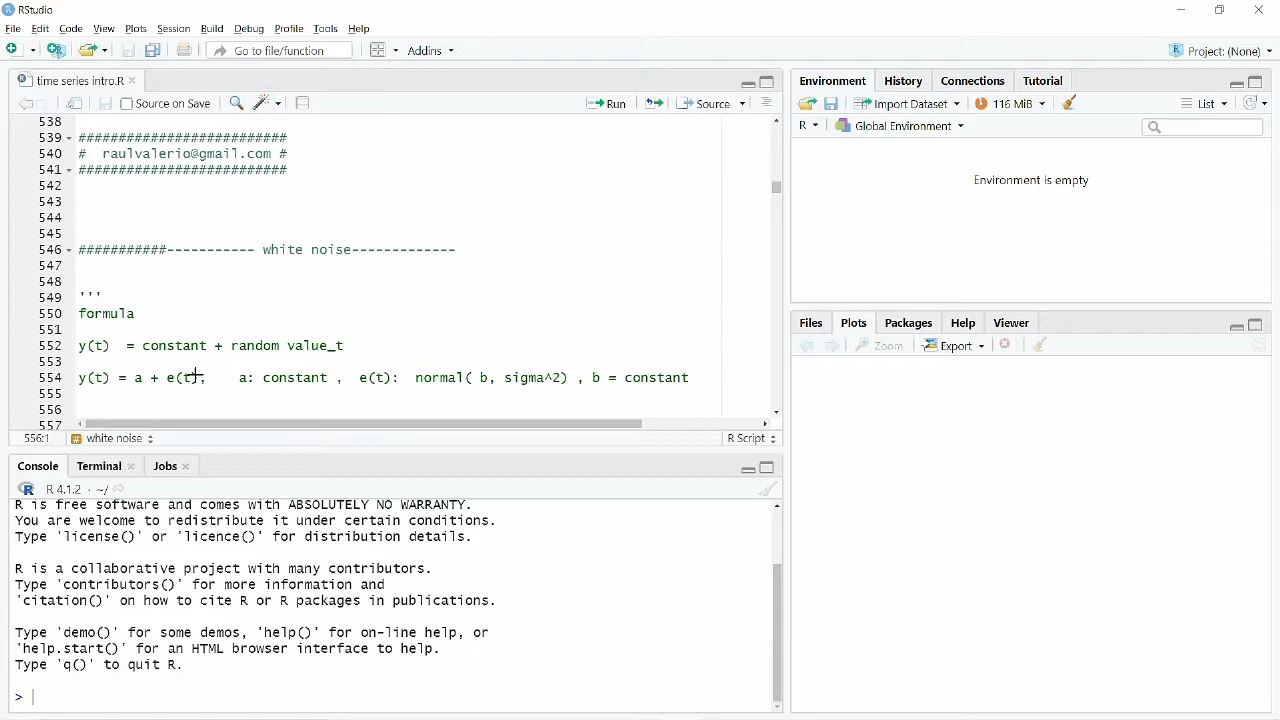 RStudio
File Edit Code View Plots Session Build Debug Profile Tools Help
Go to file/function Addins Project: (None)
time series intro.R
Source on Save Run Source
538
539 ##########################
540 #  raulvalerio@gmail.com #
541 ##########################
542
543
544
545
546 ###########----------- white noise-------------
547
548
549 '''
550 formula
551
552 y(t)  = constant + random value_t
553
554 y(t) = a + e(t),    a: constant ,  e(t):  normal( b, sigma^2) , b = constant
555
556
557
556:1 # white noise R Script
Console Terminal Jobs
R 4.1.2 · ~/
R is free software and comes with ABSOLUTELY NO WARRANTY.
You are welcome to redistribute it under certain conditions.
Type 'license()' or 'licence()' for distribution details.
R is a collaborative project with many contributors.
Type 'contributors()' for more information and
'citation()' on how to cite R or R packages in publications.
Type 'demo()' for some demos, 'help()' for on-line help, or
'help.start()' for an HTML browser interface to help.
Type 'q()' to quit R.
>
Environment History Connections Tutorial
Import Dataset 116 MiB List
R Global Environment
Environment is empty
Files Plots Packages Help Viewer
Zoom Export